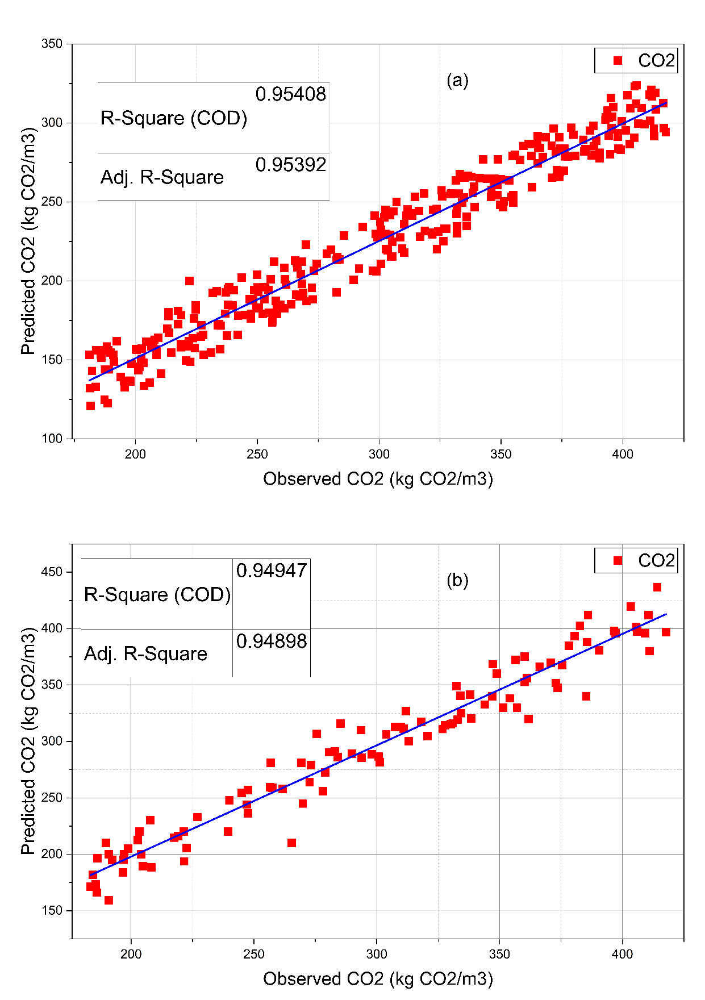 350
300
250
200
150
100
Predicted CO2 (kg CO2/m3)
CO2
(a)
0.95408
R-Square (COD)
0.95392
Adj. R-Square
200
250
300
350
400
Observed CO2 (kg CO2/m3)
450
400
350
300
250
200
150
Predicted CO2 (kg CO2/m3)
CO2
(b)
0.94947
R-Square (COD)
0.94898
Adj. R-Square
200
250
300
350
400
Observed CO2 (kg CO2/m3)